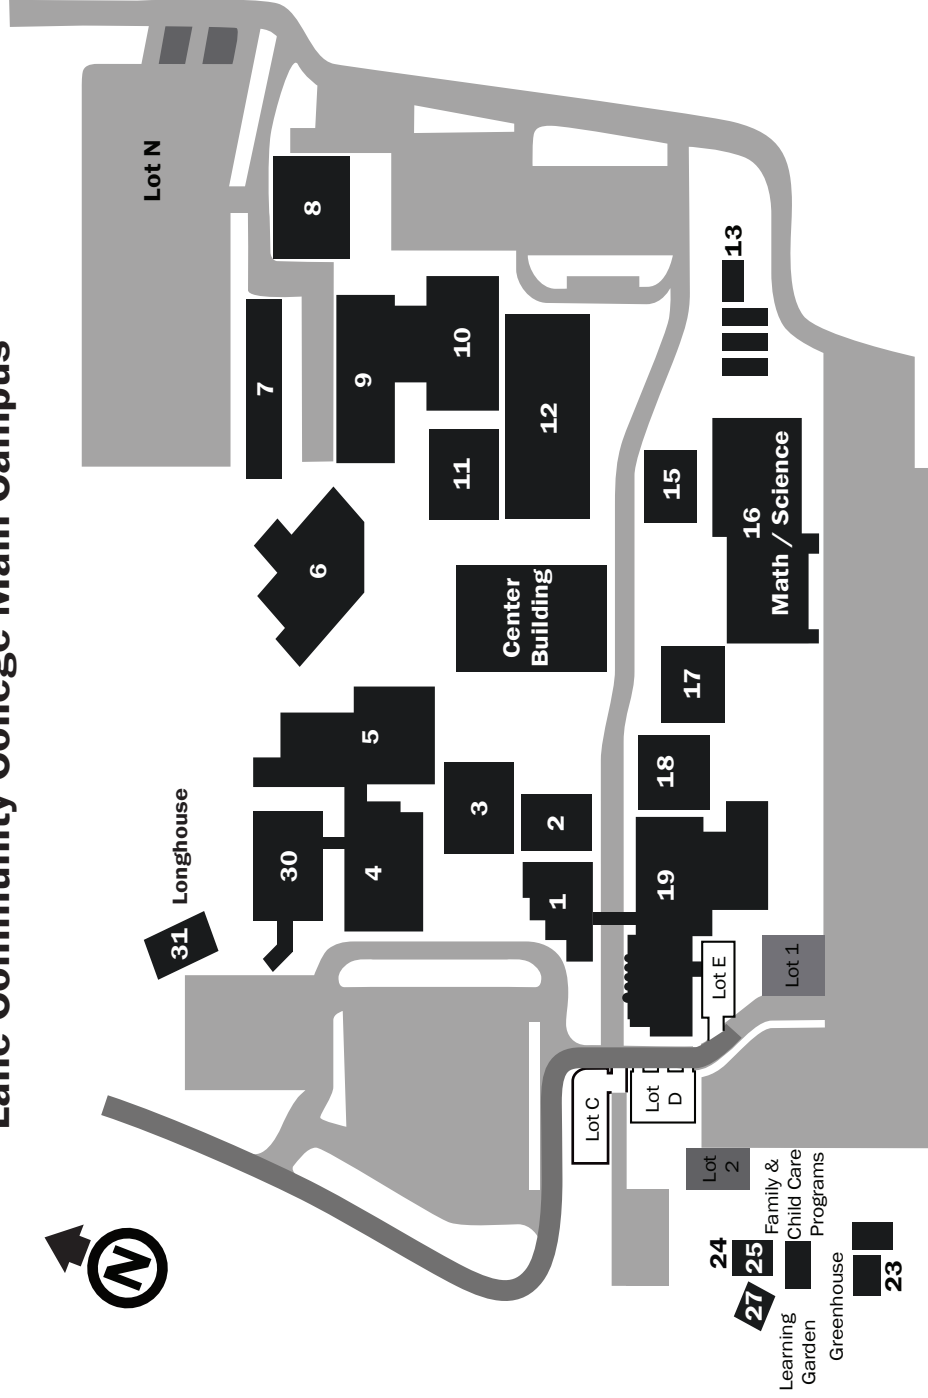 Lane Community College Main Campus
Lot N
8
13
7
9
10
12
11
15
16
Math / Science
6
Center
Building
17
5
18
3
2
Longhouse
30
4
19
1
31
Lot E
Lot 1
Lot C
Lot
D
Lot
2
Family &
Child Care
Programs
N
24
25
27
23
Greenhouse
Learning
Garden